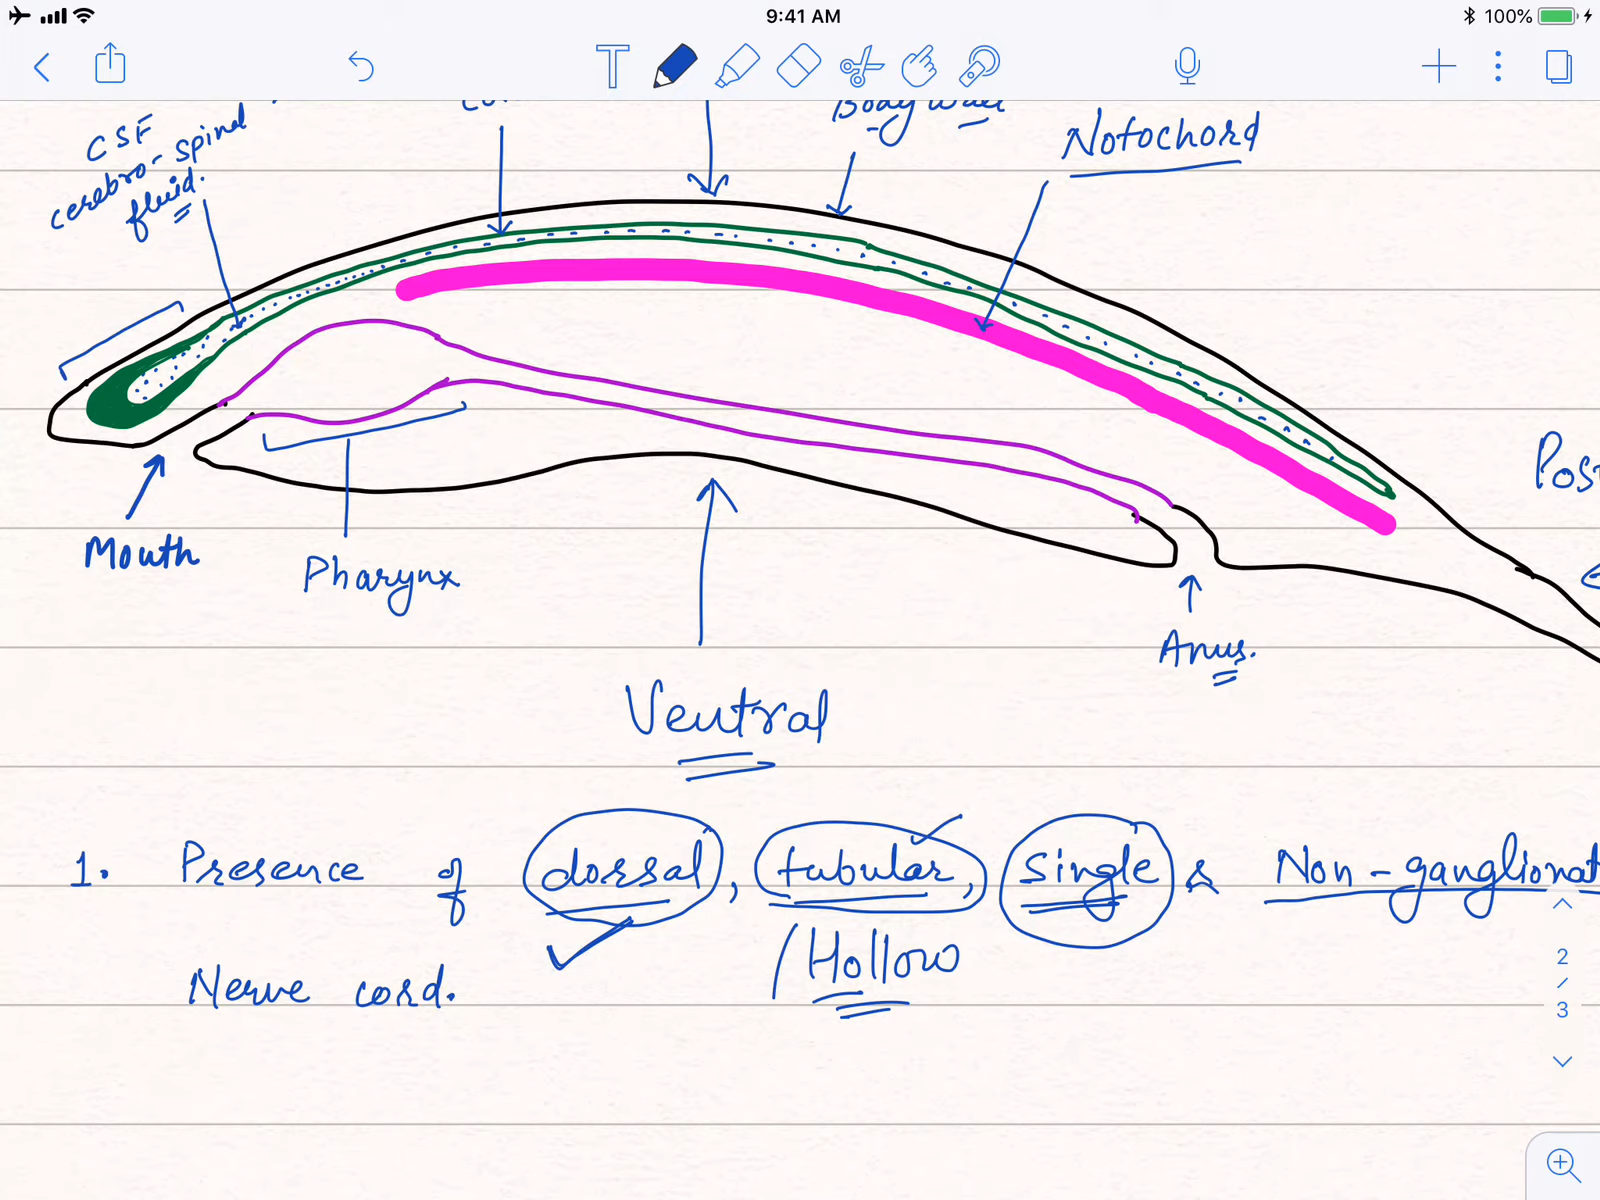 9:41 AM
100%
T
Body wall
Notochord
CSF
cerebro-spinal
fluid.
Mouth
Pharynx
Anus.
Ventral
1. Presence of dorsal, tubular, single & Non-ganglionat
/Hollow
Nerve cord.
2
/
3